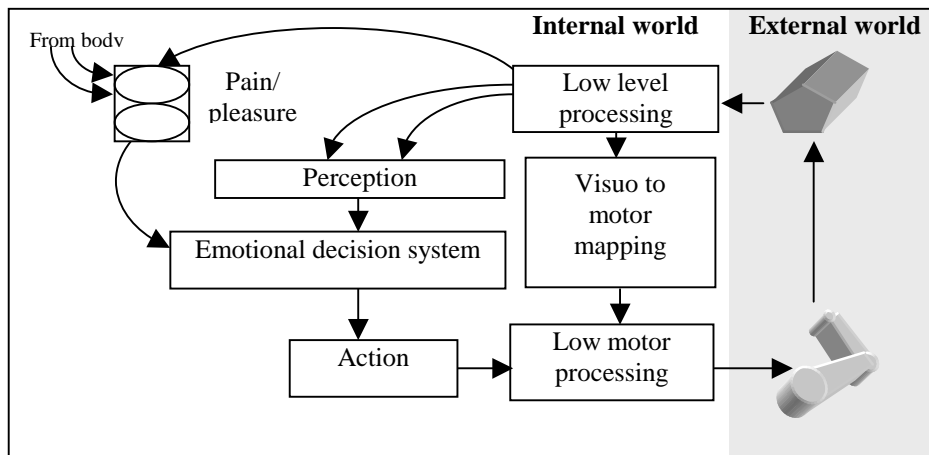 Internal world
External world
From body
Pain/
pleasure
Low level
processing
Perception
Visuo to
motor
mapping
Emotional decision system
Action
Low motor
processing